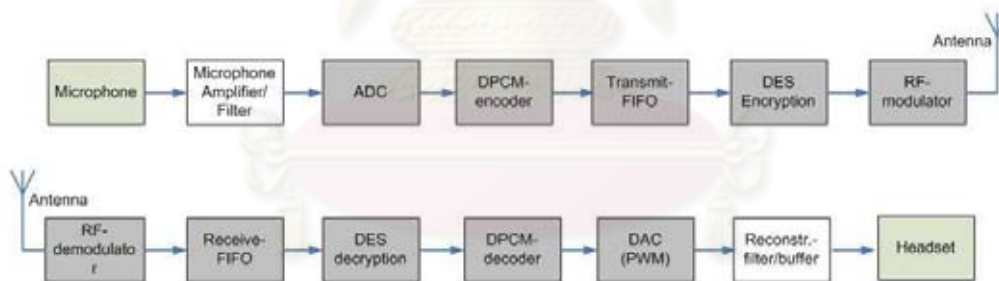 Antenna
Microphone
Microphone
Amplifier/
Filter
ADC
DPCM-
encoder
Transmit-
FIFO
DES
Encryption
RF-
modulator
Antenna
RF-
demodulato
r
Receive-
FIFO
DES
decryption
DPCM-
decoder
DAC
(PWM)
Reconstr.-
filter/buffer
Headset